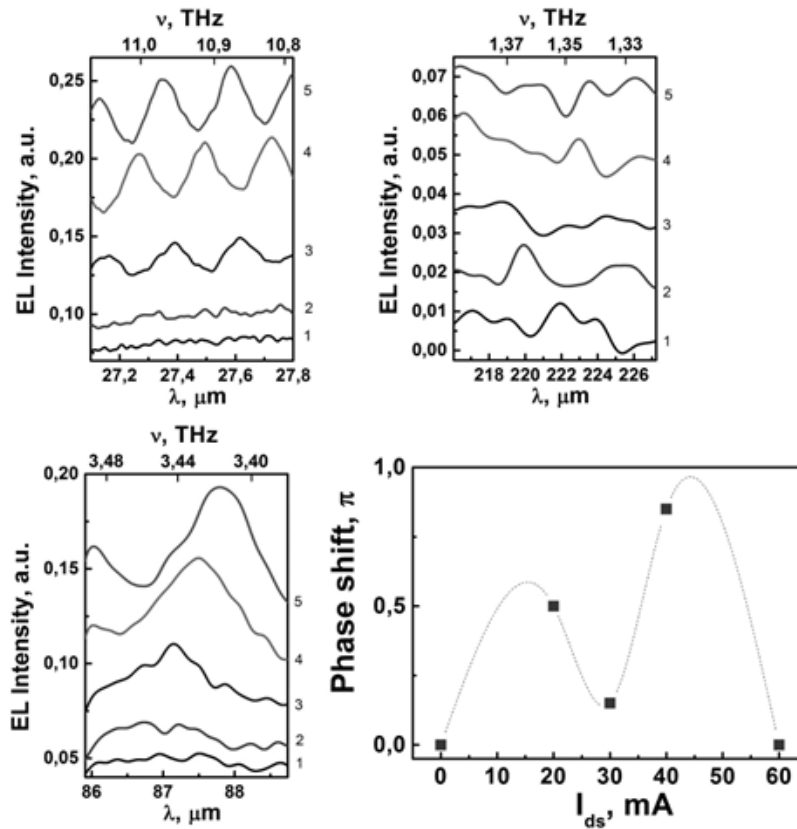 ν, THz
11,0 10,9 10,8
0,25
0,20
0,15
0,10
EL Intensity, a.u.
5
4
3
2
1
27,2 27,4 27,6 27,8
λ, μm
ν, THz
1,37 1,35 1,33
0,07
0,06
0,05
0,04
0,03
0,02
0,01
0,00
EL Intensity, a.u.
5
4
3
2
1
218 220 222 224 226
λ, μm
ν, THz
3,48 3,44 3,40
0,20
0,15
0,10
0,05
EL Intensity, a.u.
5
4
3
2
1
86 87 88
λ, μm
1,0
0,5
0,0
Phase shift, π
0 10 20 30 40 50 60
Ids, mA